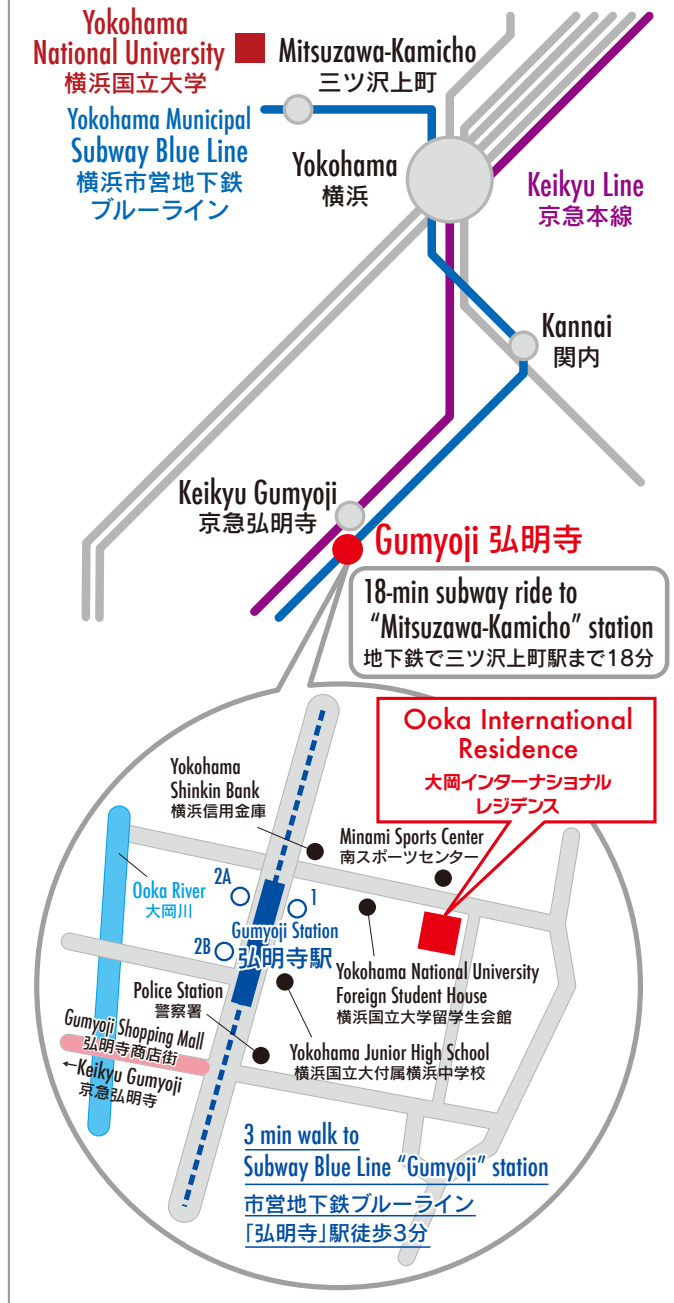 Yokohama
National University
横浜国立大学
Mitsuzawa-Kamicho
三ツ沢上町
Yokohama Municipal
Subway Blue Line
横浜市営地下鉄
ブルーライン
Yokohama
横浜
Keikyu Line
京急本線
Kannai
関内
Keikyu Gumyoji
京急弘明寺
Gumyoji 弘明寺
18-min subway ride to
“Mitsuzawa-Kamicho” station
地下鉄で三ツ沢上町駅まで18分
Ooka International
Residence
大岡インターナショナル
レジデンス
Yokohama
Shinkin Bank
横浜信用金庫
Minami Sports Center
南スポーツセンター
Ooka River
大岡川
2A
1
Gumyoji Station
弘明寺駅
2B
Yokohama National University
Foreign Student House
横浜国立大学留学生会館
Police Station
警察署
Gumyoji Shopping Mall
弘明寺商店街
←Keikyu Gumyoji
京急弘明寺
Yokohama Junior High School
横浜国立大付属横浜中学校
3 min walk to
Subway Blue Line “Gumyoji” station
市営地下鉄ブルーライン
「弘明寺」駅徒歩3分